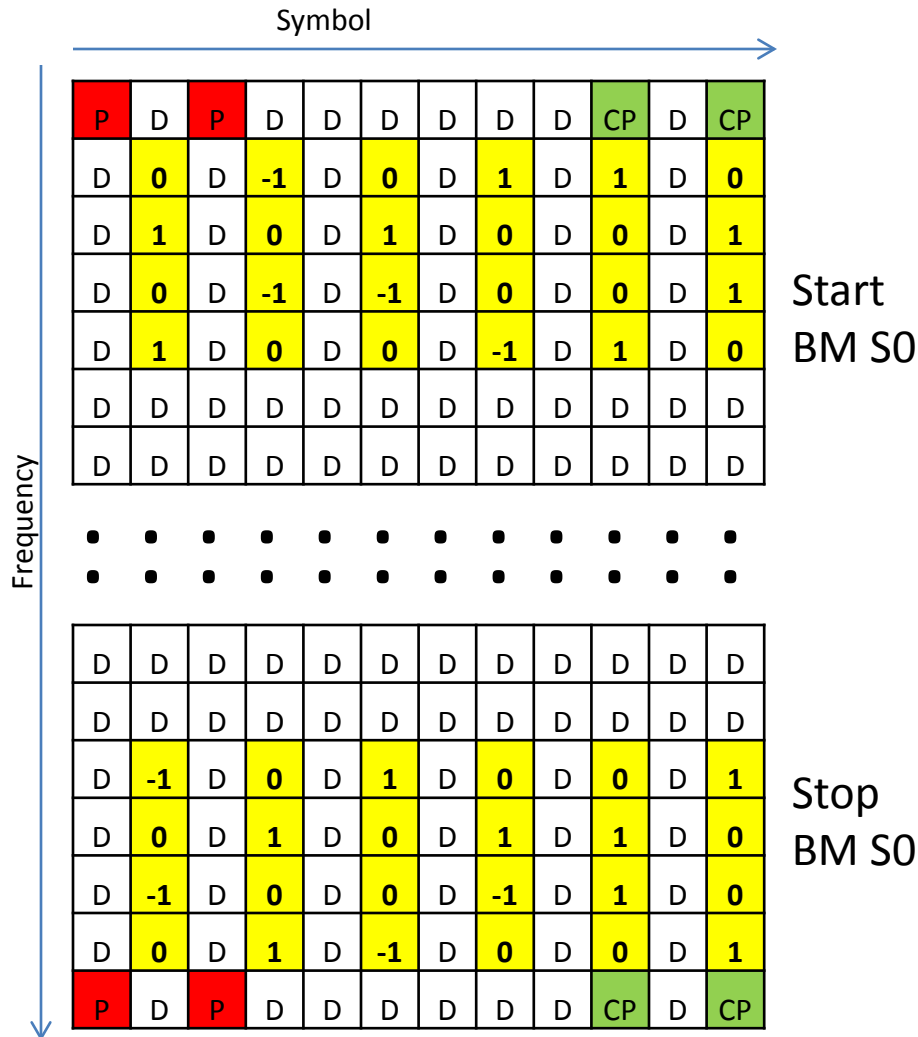 Symbol
Frequency
P D P D D D D D D CP D CP
D 0 D -1 D 0 D 1 D 1 D 0
D 1 D 0 D 1 D 0 D 0 D 1
D 0 D -1 D -1 D 0 D 0 D 1
D 1 D 0 D 0 D -1 D 1 D 0
D D D D D D D D D D D D
D D D D D D D D D D D D
Start
BM S0
D D D D D D D D D D D D
D D D D D D D D D D D D
D -1 D 0 D 1 D 0 D 0 D 1
D 0 D 1 D 0 D 1 D 1 D 0
D -1 D 0 D 0 D -1 D 1 D 0
D 0 D 1 D -1 D 0 D 0 D 1
P D P D D D D D D CP D CP
Stop
BM S0